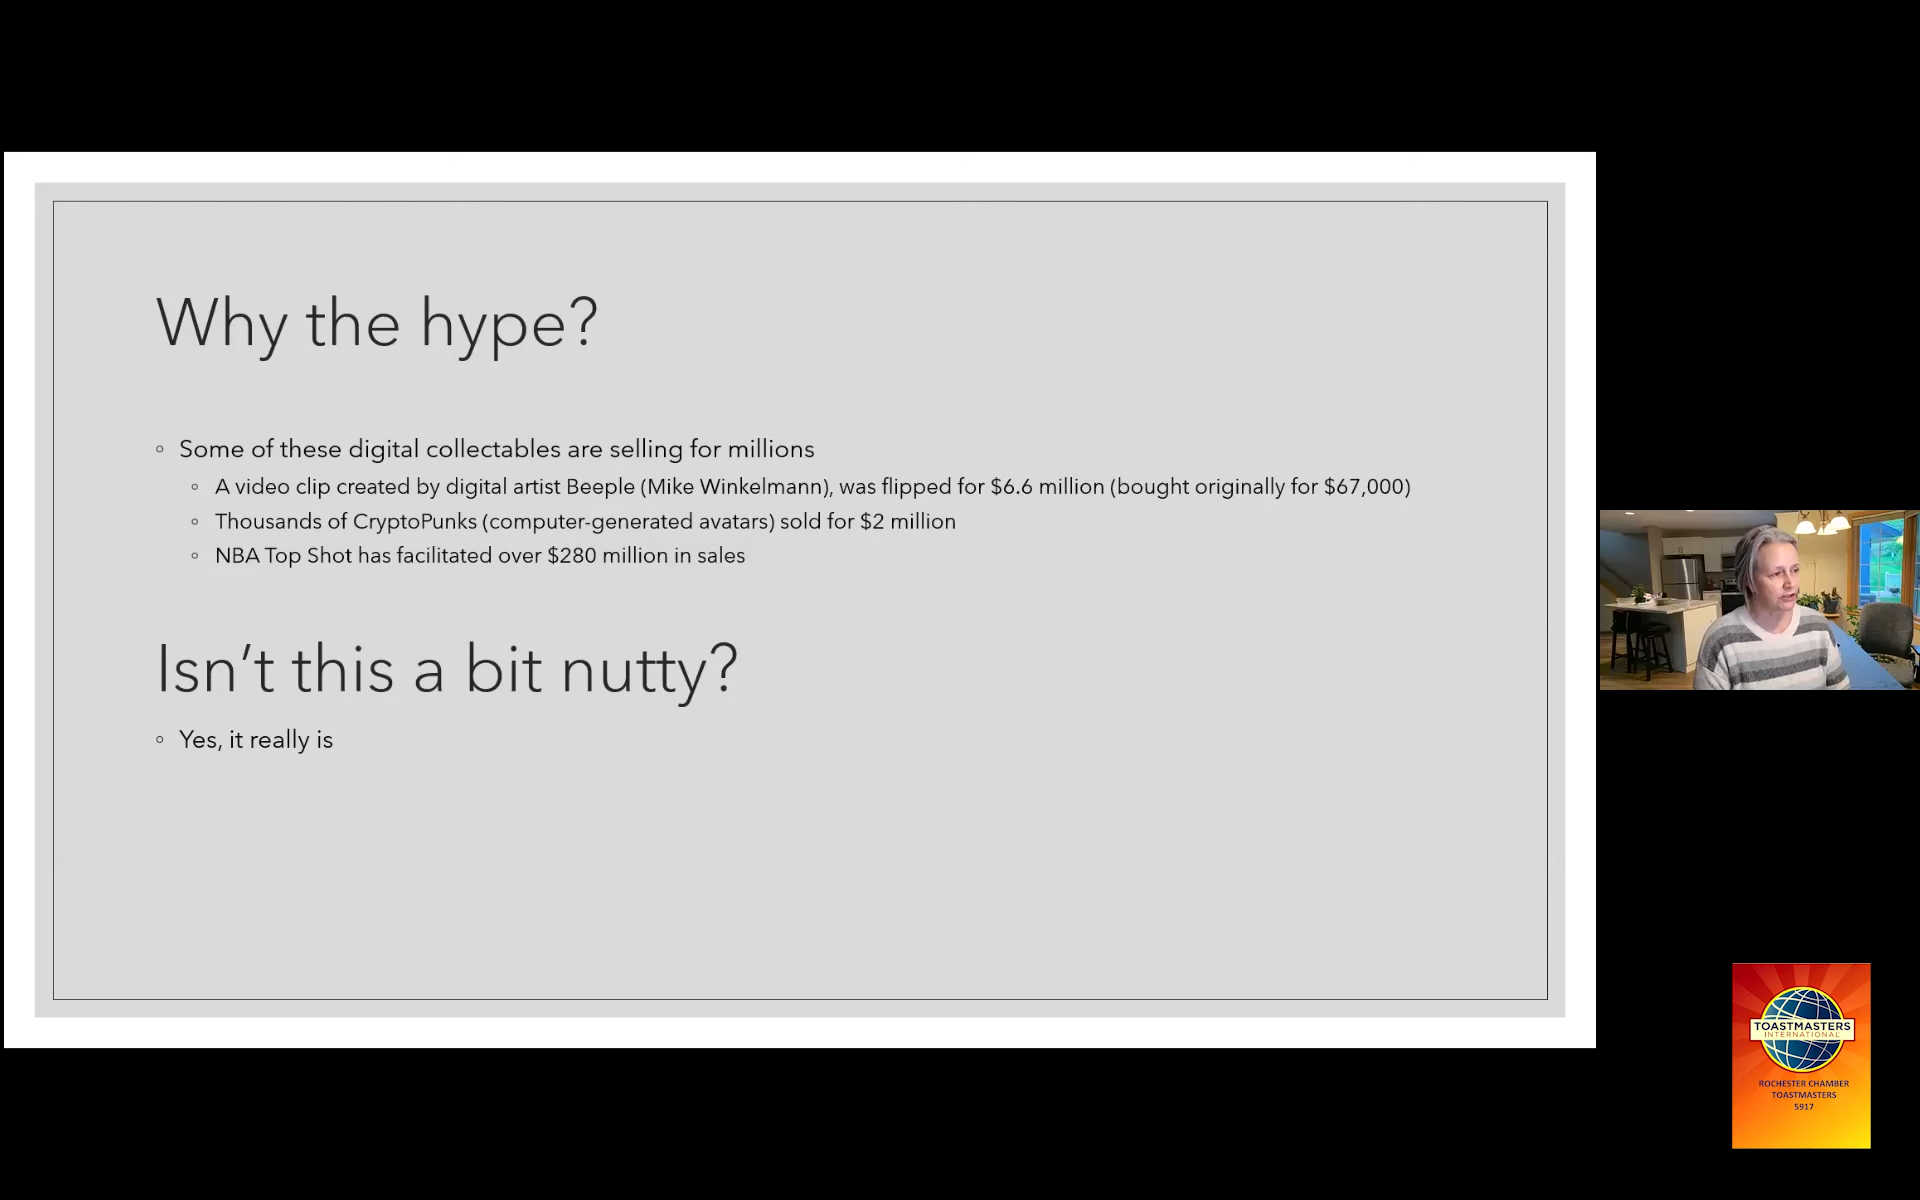 Why the hype?
◦ Some of these digital collectables are selling for millions
◦ A video clip created by digital artist Beeple (Mike Winkelmann), was flipped for $6.6 million (bought originally for $67,000)
◦ Thousands of CryptoPunks (computer-generated avatars) sold for $2 million
◦ NBA Top Shot has facilitated over $280 million in sales
Isn’t this a bit nutty?
◦ Yes, it really is
TOASTMASTERS
INTERNATIONAL
ROCHESTER CHAMBER
TOASTMASTERS
5917